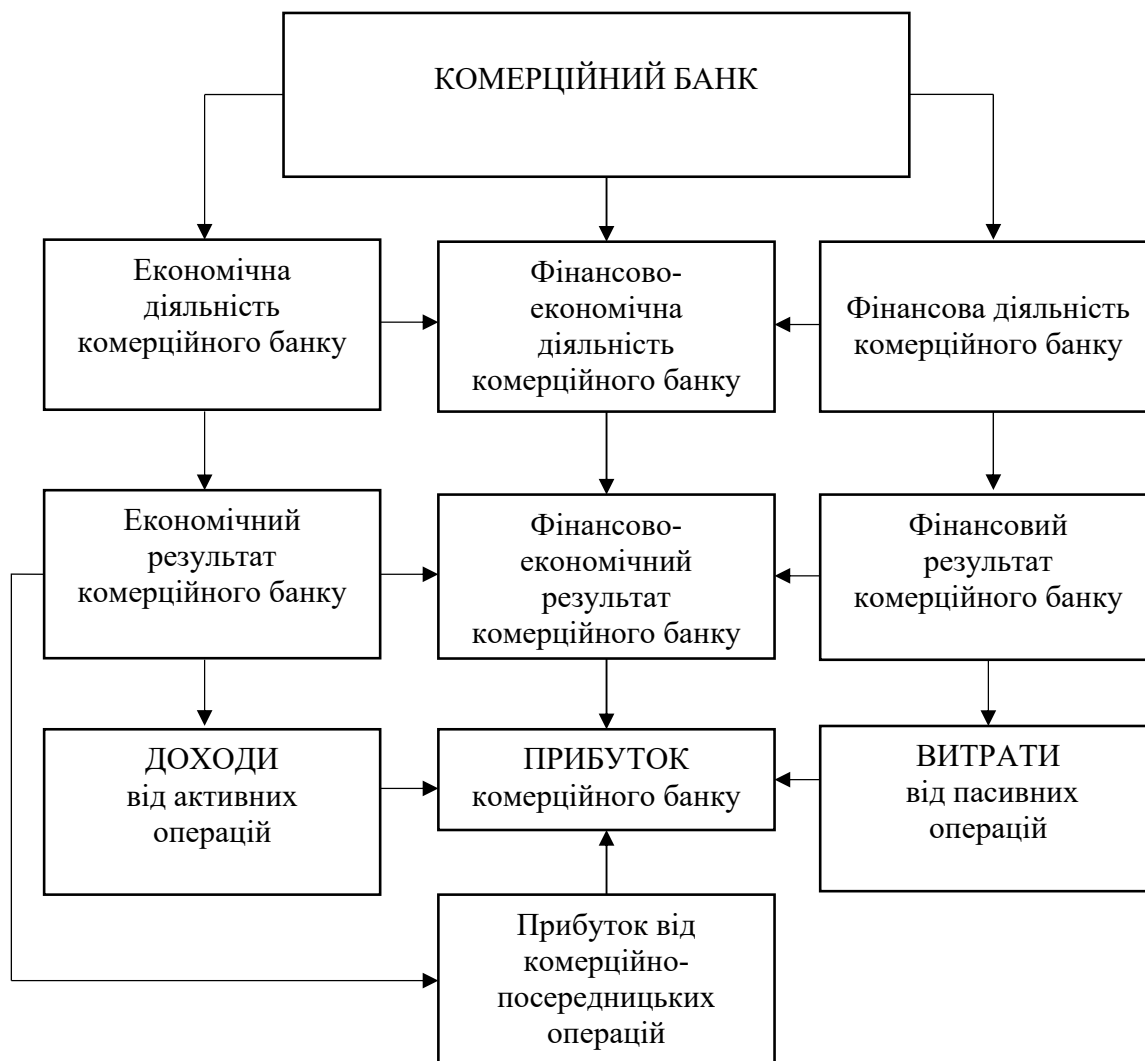 КОМЕРЦІЙНИЙ БАНК
Економічна
діяльність
комерційного банку
Фінансово-
економічна
діяльність
комерційного банку
Фінансова діяльність
комерційного банку
Економічний
результат
комерційного банку
Фінансово-
економічний
результат
комерційного банку
Фінансовий
результат
комерційного банку
ДОХОДИ
від активних
операцій
ПРИБУТОК
комерційного банку
ВИТРАТИ
від пасивних
операцій
Прибуток від
комерційно-
посередницьких
операцій